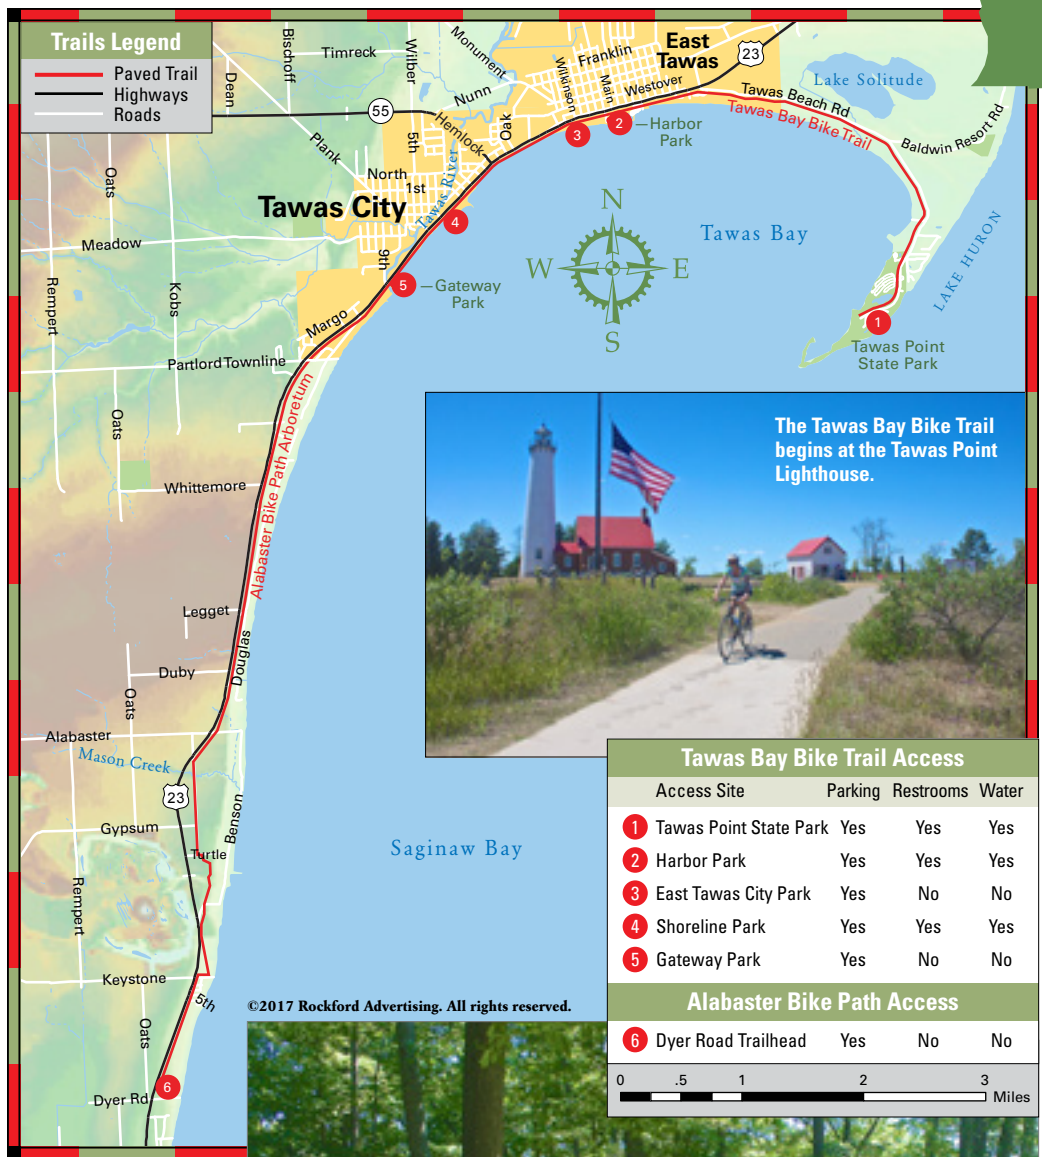 Trails Legend
Paved Trail
Highways
Roads
Bischoff
Timreck
Wilber
Monument
Dean
Nunn
55
Plank
5th
Hemlock
Oak
North
1st
Tawas City
Tawas River
9th
Franklin
East
Tawas
23
Wilkinson
Main
Westover
Tawas Beach Rd
Tawas Bay Bike Trail
Lake Solitude
Baldwin Resort Rd
3
2
Harbor
Park
4
5
Gateway
Park
N
W
E
S
Tawas Bay
LAKE HURON
1
Tawas Point
State Park
Oats
Meadow
Rempert
Kobs
Margo
Partlord Townline
Oats
Alabaster Bike Path Arboretum
Whittemore
Legget
Douglas
Duby
Oats
Alabaster
Mason Creek
23
Gypsum
Benson
Turtle
Rempert
Keystone
5th
Oats
6
Dyer Rd
Saginaw Bay
The Tawas Bay Bike Trail
begins at the Tawas Point
Lighthouse.
©2017 Rockford Advertising. All rights reserved.
Tawas Bay Bike Trail Access
Access Site Parking Restrooms Water
1 Tawas Point State Park Yes Yes Yes
2 Harbor Park Yes Yes Yes
3 East Tawas City Park Yes No No
4 Shoreline Park Yes Yes Yes
5 Gateway Park Yes No No
Alabaster Bike Path Access
6 Dyer Road Trailhead Yes No No
0 .5 1 2 3
Miles